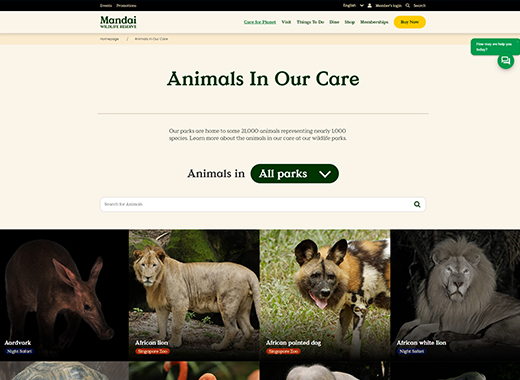 Events Promotions English Member's login Search
Mandai
WILDLIFE RESERVE
Care for Planet Visit Things To Do Dine Shop Memberships Buy Now
Homepage / Animals in Our Care
How may we help you today?
Animals In Our Care
Our parks are home to some 21,000 animals representing nearly 1,000
species. Learn more about the animals in our care at our wildlife parks.
Animals in All parks
Search for Animals
Aardvark
Night Safari
African lion
Singapore Zoo
African painted dog
Singapore Zoo
African white lion
Night Safari